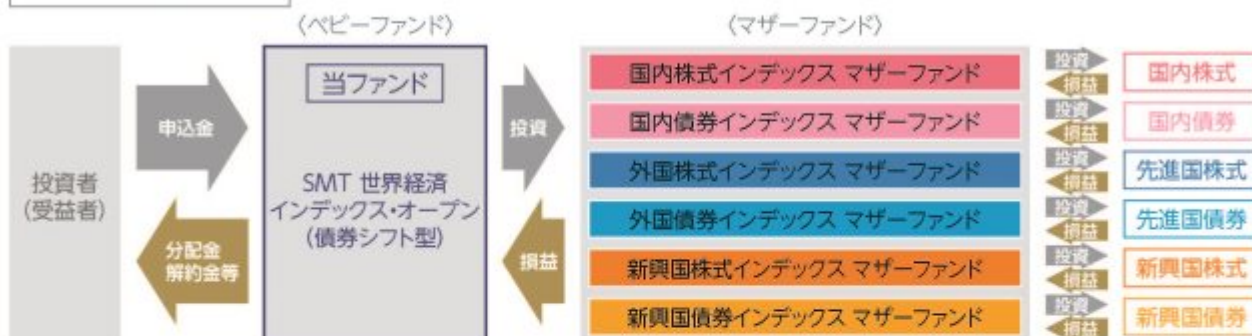 〈ベビーファンド〉
〈マザーファンド〉
投資者
(受益者)
申込金
分配金
解約金等
当ファンド
SMT 世界経済
インデックス・オープン
(債券シフト型)
投資
損益
国内株式インデックス マザーファンド
投資
損益
国内株式
国内債券インデックス マザーファンド
投資
損益
国内債券
外国株式インデックス マザーファンド
投資
損益
先進国株式
外国債券インデックス マザーファンド
投資
損益
先進国債券
新興国株式インデックス マザーファンド
投資
損益
新興国株式
新興国債券インデックス マザーファンド
投資
損益
新興国債券